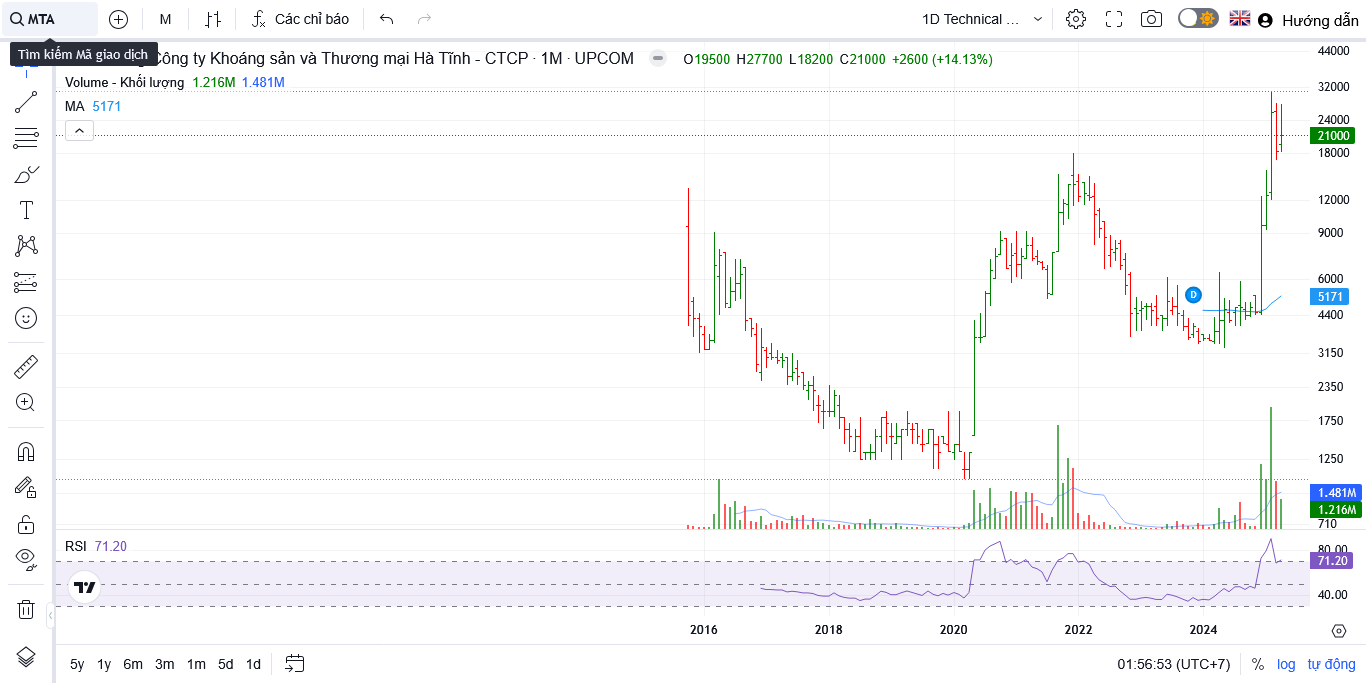 MTA
M
Các chỉ báo
1D Technical ...
Hướng dẫn
Tìm kiếm Mã giao dịch
Công ty Khoáng sản và Thương mại Hà Tĩnh - CTCP · 1M · UPCOM
O19500 H27700 L18200 C21000 +2600 (+14.13%)
Volume - Khối lượng 1.216M 1.481M
MA 5171
44000
32000
24000
21000
18000
12000
9000
6000
5171
4400
3150
2350
1750
1250
1.481M
1.216M
710
D
RSI 71.20
80.00
71.20
40.00
2016
2018
2020
2022
2024
5y 1y 6m 3m 1m 5d 1d
01:56:53 (UTC+7)
%
log
tự động